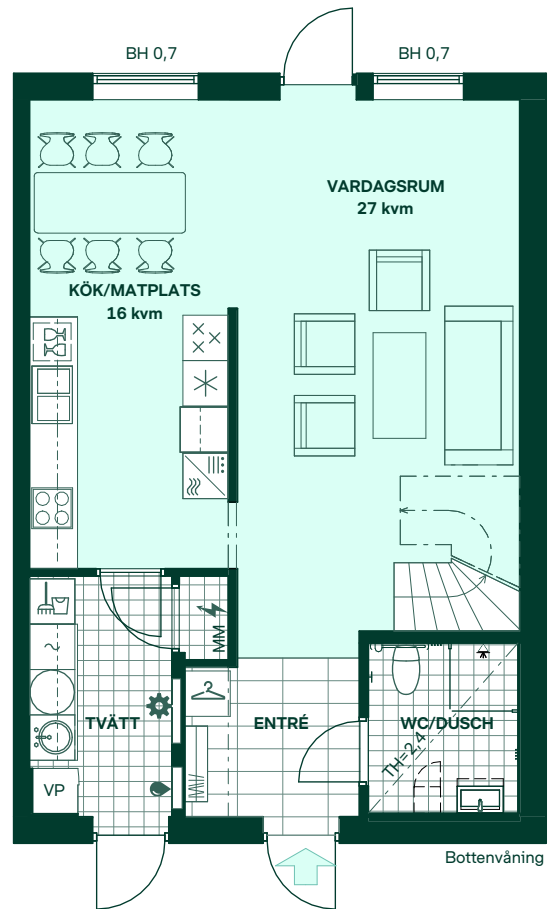 BH 0,7
BH 0,7
VARDAGSRUM
27 kvm
KÖK/MATPLATS
16 kvm
MM
TVÄTT
ENTRÉ
WC/DUSCH
TH=2,4
VP
Bottenvåning